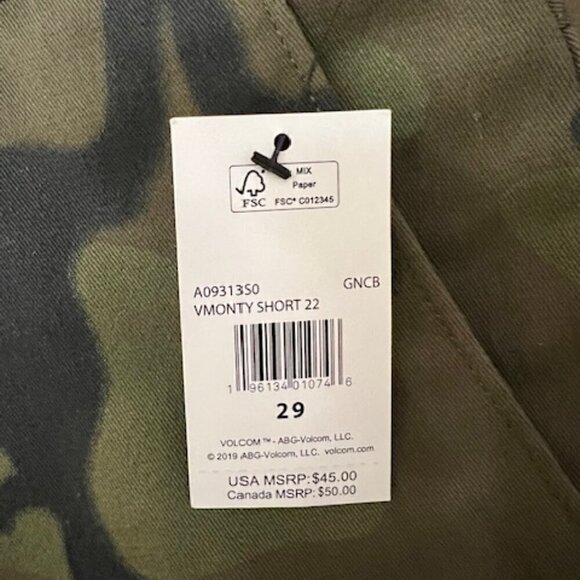 MIX
Paper
FSC
FSC® C012345
A09313S0 GNCB
VMONTY SHORT 22
1 96134 01074 6
29
VOLCOM™ - ABG-Volcom, LLC.
© 2019 ABG-Volcom, LLC. volcom.com
USA MSRP: $45.00
Canada MSRP: $50.00